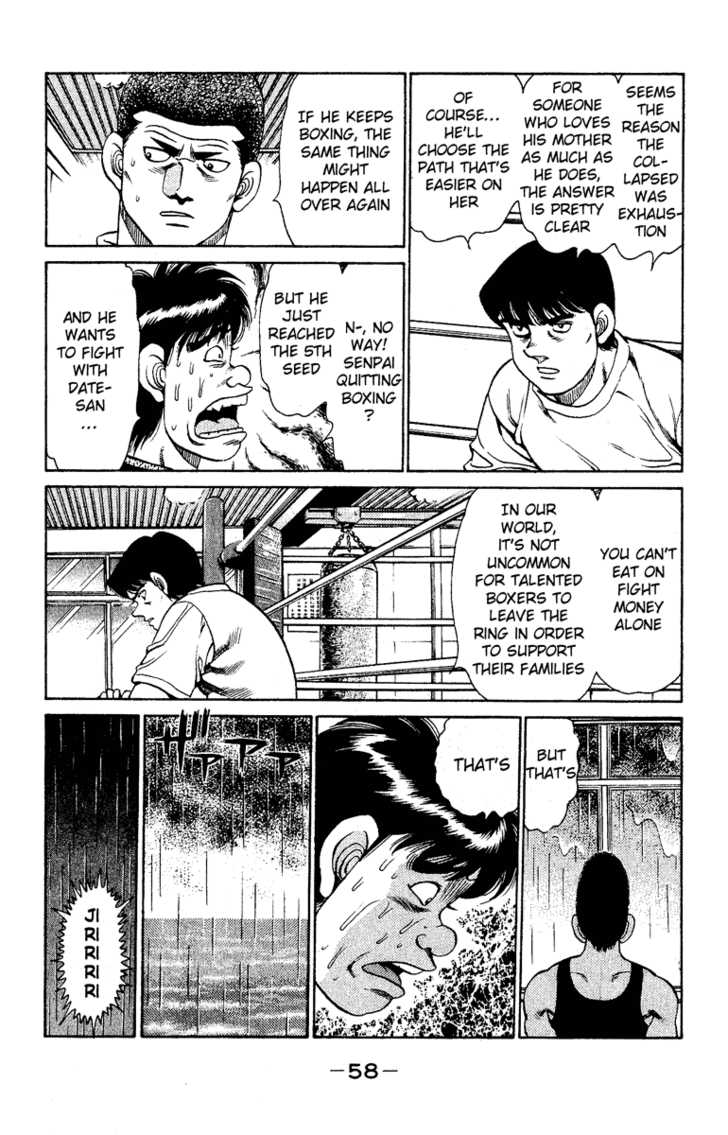 SEEMS
THE
REASON
THE
COL-
LAPSED
WAS
EXHAUS-
TION
FOR
SOMEONE
WHO LOVES
HIS MOTHER
AS MUCH AS
HE DOES,
THE ANSWER
IS PRETTY
CLEAR
OF
COURSE...
HE'LL
CHOOSE THE
PATH THAT'S
EASIER ON
HER
IF HE KEEPS
BOXING, THE
SAME THING
MIGHT
HAPPEN ALL
OVER AGAIN
N-, NO
WAY!
SENPAI
QUITTING
BOXING
?
BUT HE
JUST
REACHED
THE 5TH
SEED
AND HE
WANTS
TO FIGHT
WITH
DATE-
SAN
...
YOU CAN'T
EAT ON
FIGHT
MONEY
ALONE
IN OUR
WORLD,
IT'S NOT
UNCOMMON
FOR TALENTED
BOXERS TO
LEAVE THE
RING IN ORDER
TO SUPPORT
THEIR FAMILIES
BUT
THAT'S
THAT'S
ザアアア
JI
RI
RI
RI
RI
-58-